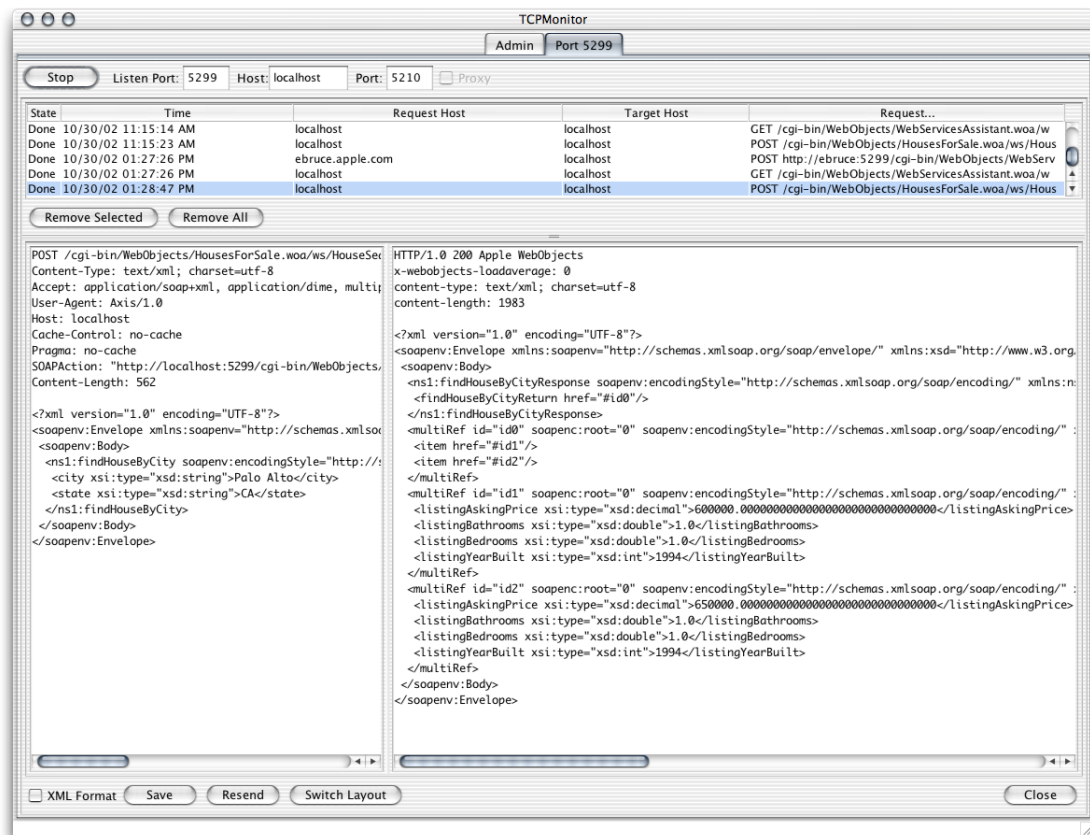 TCPMonitor
Admin Port 5299
Stop Listen Port: 5299 Host: localhost Port: 5210 Proxy
State Time Request Host Target Host Request...
Done 10/30/02 11:15:14 AM localhost localhost GET /cgi-bin/WebObjects/WebServicesAssistant.woa/w
Done 10/30/02 11:15:23 AM localhost localhost POST /cgi-bin/WebObjects/HousesForSale.woa/ws/Hous
Done 10/30/02 01:27:26 PM ebruce.apple.com localhost POST http://ebruce:5299/cgi-bin/WebObjects/WebServ
Done 10/30/02 01:27:26 PM localhost localhost GET /cgi-bin/WebObjects/WebServicesAssistant.woa/w
Done 10/30/02 01:28:47 PM localhost localhost POST /cgi-bin/WebObjects/HousesForSale.woa/ws/Hous
Remove Selected Remove All
POST /cgi-bin/WebObjects/HousesForSale.woa/ws/HouseSec
Content-Type: text/xml; charset=utf-8
Accept: application/soap+xml, application/dime, multip
User-Agent: Axis/1.0
Host: localhost
Cache-Control: no-cache
Pragma: no-cache
SOAPAction: "http://localhost:5299/cgi-bin/WebObjects/
Content-Length: 562
<?xml version="1.0" encoding="UTF-8"?>
<soapenv:Envelope xmlns:soapenv="http://schemas.xmlsoc
<soapenv:Body>
<ns1:findHouseByCity soapenv:encodingStyle="http://s
<city xsi:type="xsd:string">Palo Alto</city>
<state xsi:type="xsd:string">CA</state>
</ns1:findHouseByCity>
</soapenv:Body>
</soapenv:Envelope>
HTTP/1.0 200 Apple WebObjects
x-webobjects-loadaverage: 0
content-type: text/xml; charset=utf-8
content-length: 1983
<?xml version="1.0" encoding="UTF-8"?>
<soapenv:Envelope xmlns:soapenv="http://schemas.xmlsoap.org/soap/envelope/" xmlns:xsd="http://www.w3.org.
<soapenv:Body>
<ns1:findHouseByCityResponse soapenv:encodingStyle="http://schemas.xmlsoap.org/soap/encoding/" xmlns:n
<findHouseByCityReturn href="#id0"/>
</ns1:findHouseByCityResponse>
<multiRef id="id0" soapenc:root="0" soapenv:encodingStyle="http://schemas.xmlsoap.org/soap/encoding/"
<item href="#id1"/>
<item href="#id2"/>
</multiRef>
<multiRef id="id1" soapenc:root="0" soapenv:encodingStyle="http://schemas.xmlsoap.org/soap/encoding/"
<listingAskingPrice xsi:type="xsd:decimal">600000.0000000000000000000000000000</listingAskingPrice>
<listingBathrooms xsi:type="xsd:double">1.0</listingBathrooms>
<listingBedrooms xsi:type="xsd:double">1.0</listingBedrooms>
<listingYearBuilt xsi:type="xsd:int">1994</listingYearBuilt>
</multiRef>
<multiRef id="id2" soapenc:root="0" soapenv:encodingStyle="http://schemas.xmlsoap.org/soap/encoding/"
<listingAskingPrice xsi:type="xsd:decimal">650000.0000000000000000000000000000</listingAskingPrice>
<listingBathrooms xsi:type="xsd:double">1.0</listingBathrooms>
<listingBedrooms xsi:type="xsd:double">1.0</listingBedrooms>
<listingYearBuilt xsi:type="xsd:int">1994</listingYearBuilt>
</multiRef>
</soapenv:Body>
</soapenv:Envelope>
XML Format Save Resend Switch Layout Close